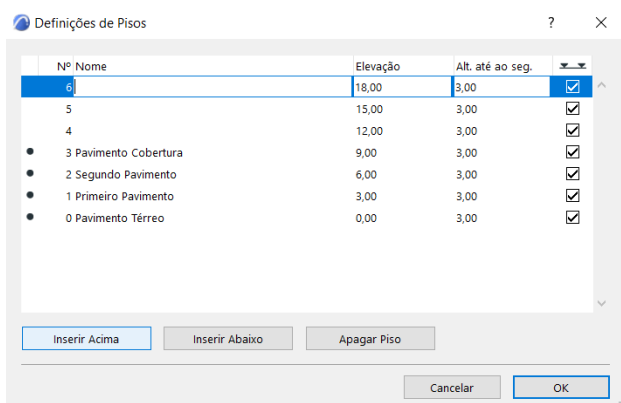 Definições de Pisos ?
Nº Nome Elevação Alt. até ao seg.
6 18,00 3,00
5 15,00 3,00
4 12,00 3,00
3 Pavimento Cobertura 9,00 3,00
2 Segundo Pavimento 6,00 3,00
1 Primeiro Pavimento 3,00 3,00
0 Pavimento Térreo 0,00 3,00
Inserir Acima Inserir Abaixo Apagar Piso
Cancelar OK